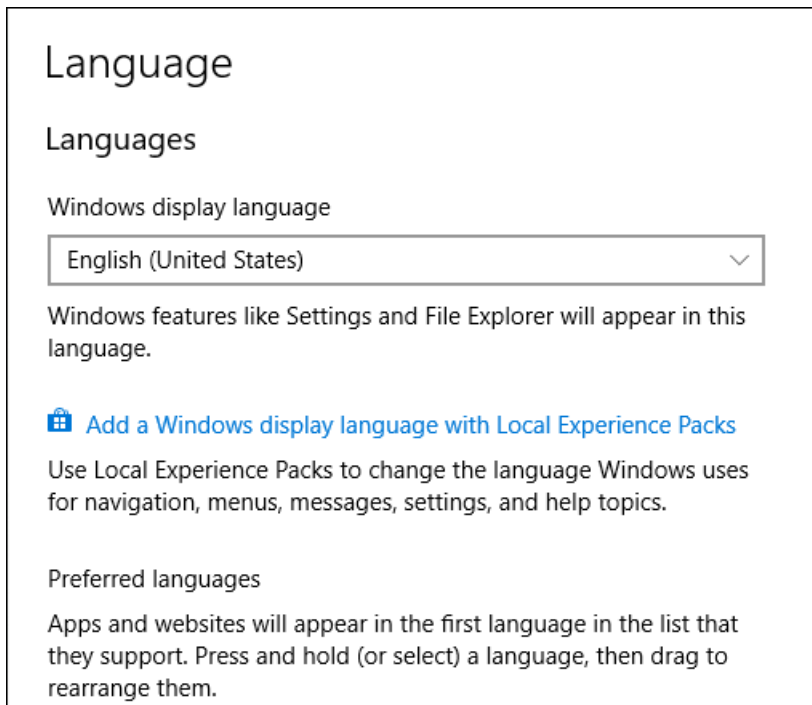 Language
Languages
Windows display language
English (United States)
Windows features like Settings and File Explorer will appear in this
language.
Add a Windows display language with Local Experience Packs
Use Local Experience Packs to change the language Windows uses
for navigation, menus, messages, settings, and help topics.
Preferred languages
Apps and websites will appear in the first language in the list that
they support. Press and hold (or select) a language, then drag to
rearrange them.